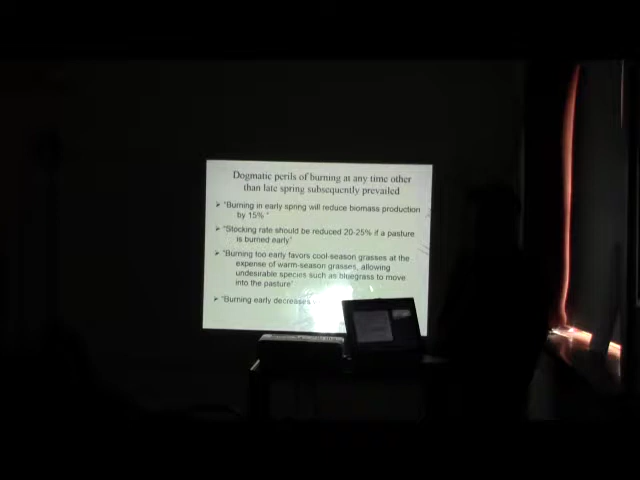 Dogmatic perils of burning at any time other
than late spring subsequently prevailed
➢ "Burning in early spring will reduce biomass production
by 15% "
➢ "Stocking rate should be reduced 20-25% if a pasture
is burned early"
➢ "Burning too early favors cool-season grasses at the
expense of warm-season grasses, allowing
undesirable species such as bluegrass to move
into the pasture"
➢ "Burning early decreases